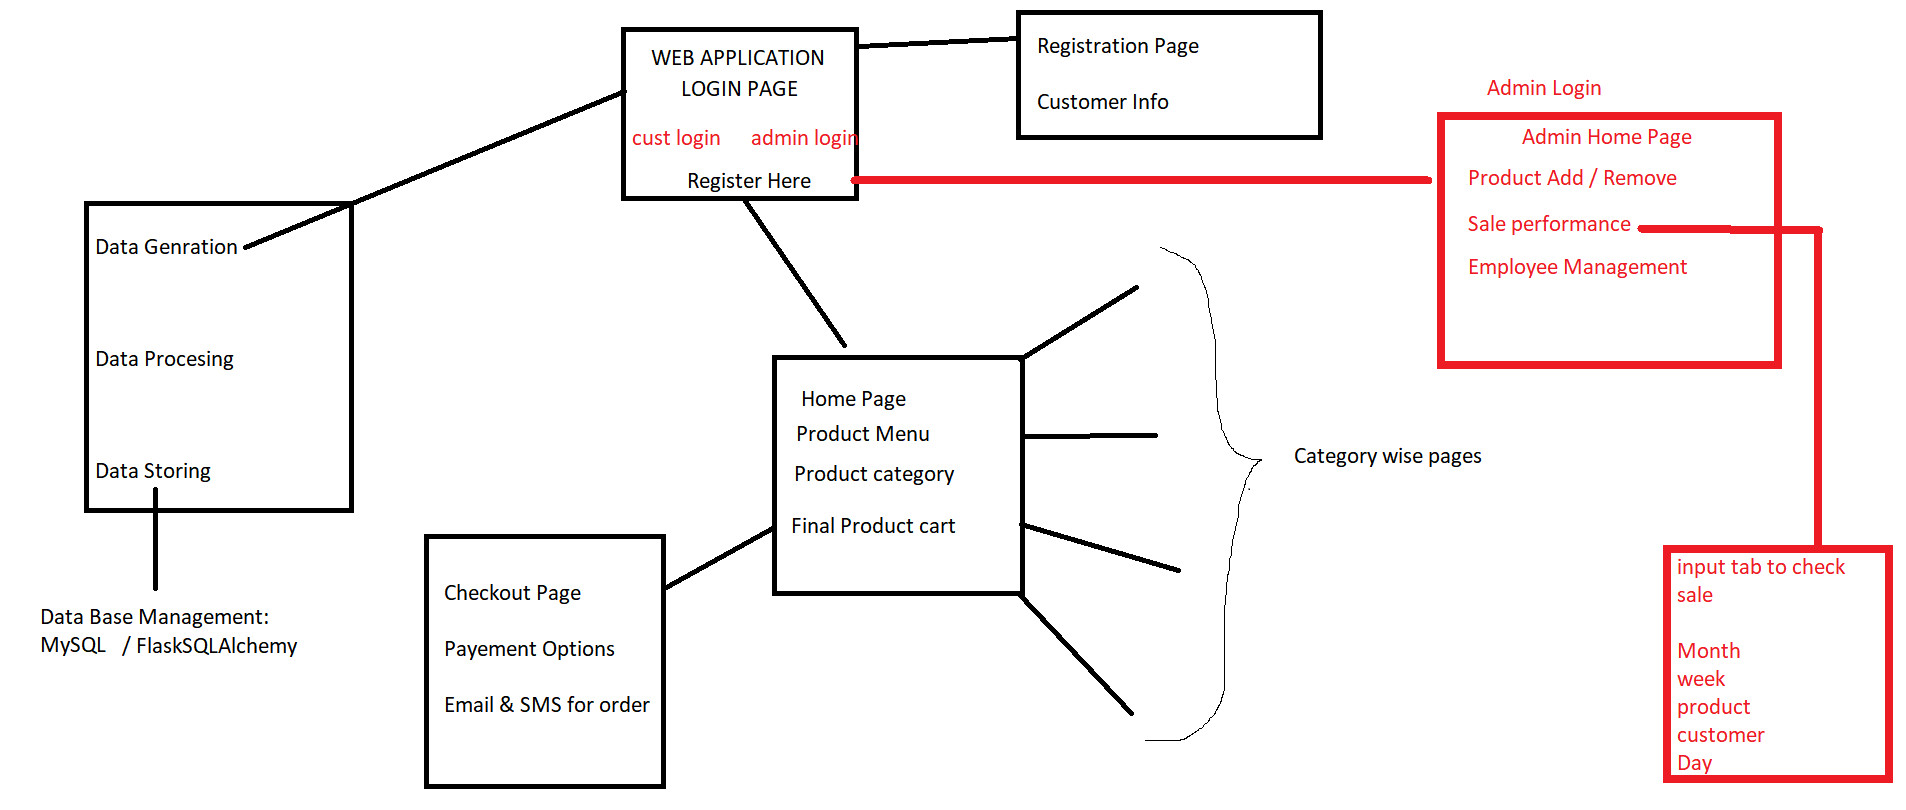 WEB APPLICATION
LOGIN PAGE
cust login admin login
Register Here
Registration Page
Customer Info
Admin Login
Admin Home Page
Product Add / Remove
Sale performance
Employee Management
Data Genration
Data Procesing
Data Storing
Data Base Management:
MySQL / FlaskSQLAlchemy
Home Page
Product Menu
Product category
Final Product cart
Category wise pages
Checkout Page
Payement Options
Email & SMS for order
input tab to check
sale
Month
week
product
customer
Day